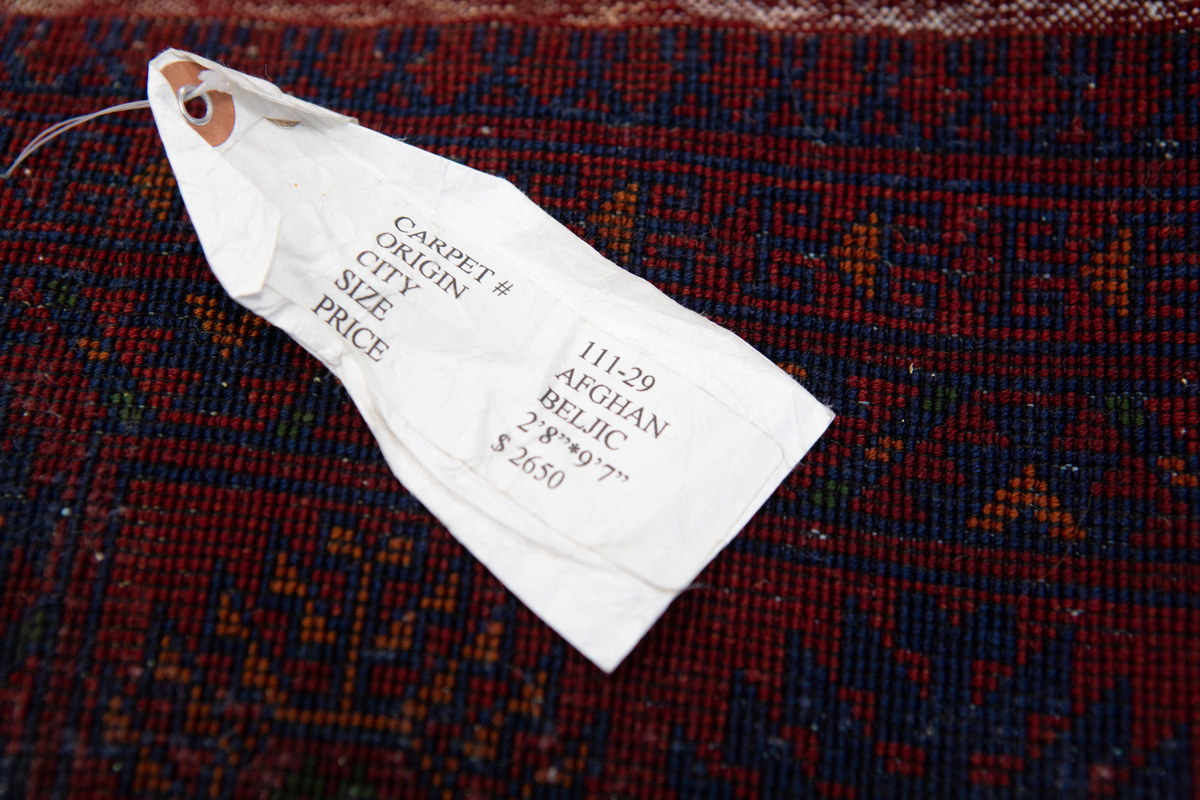 CARPET # 111-29
ORIGIN AFGHAN
CITY BELJIC
SIZE 2’8”*9’7”
PRICE $ 2650